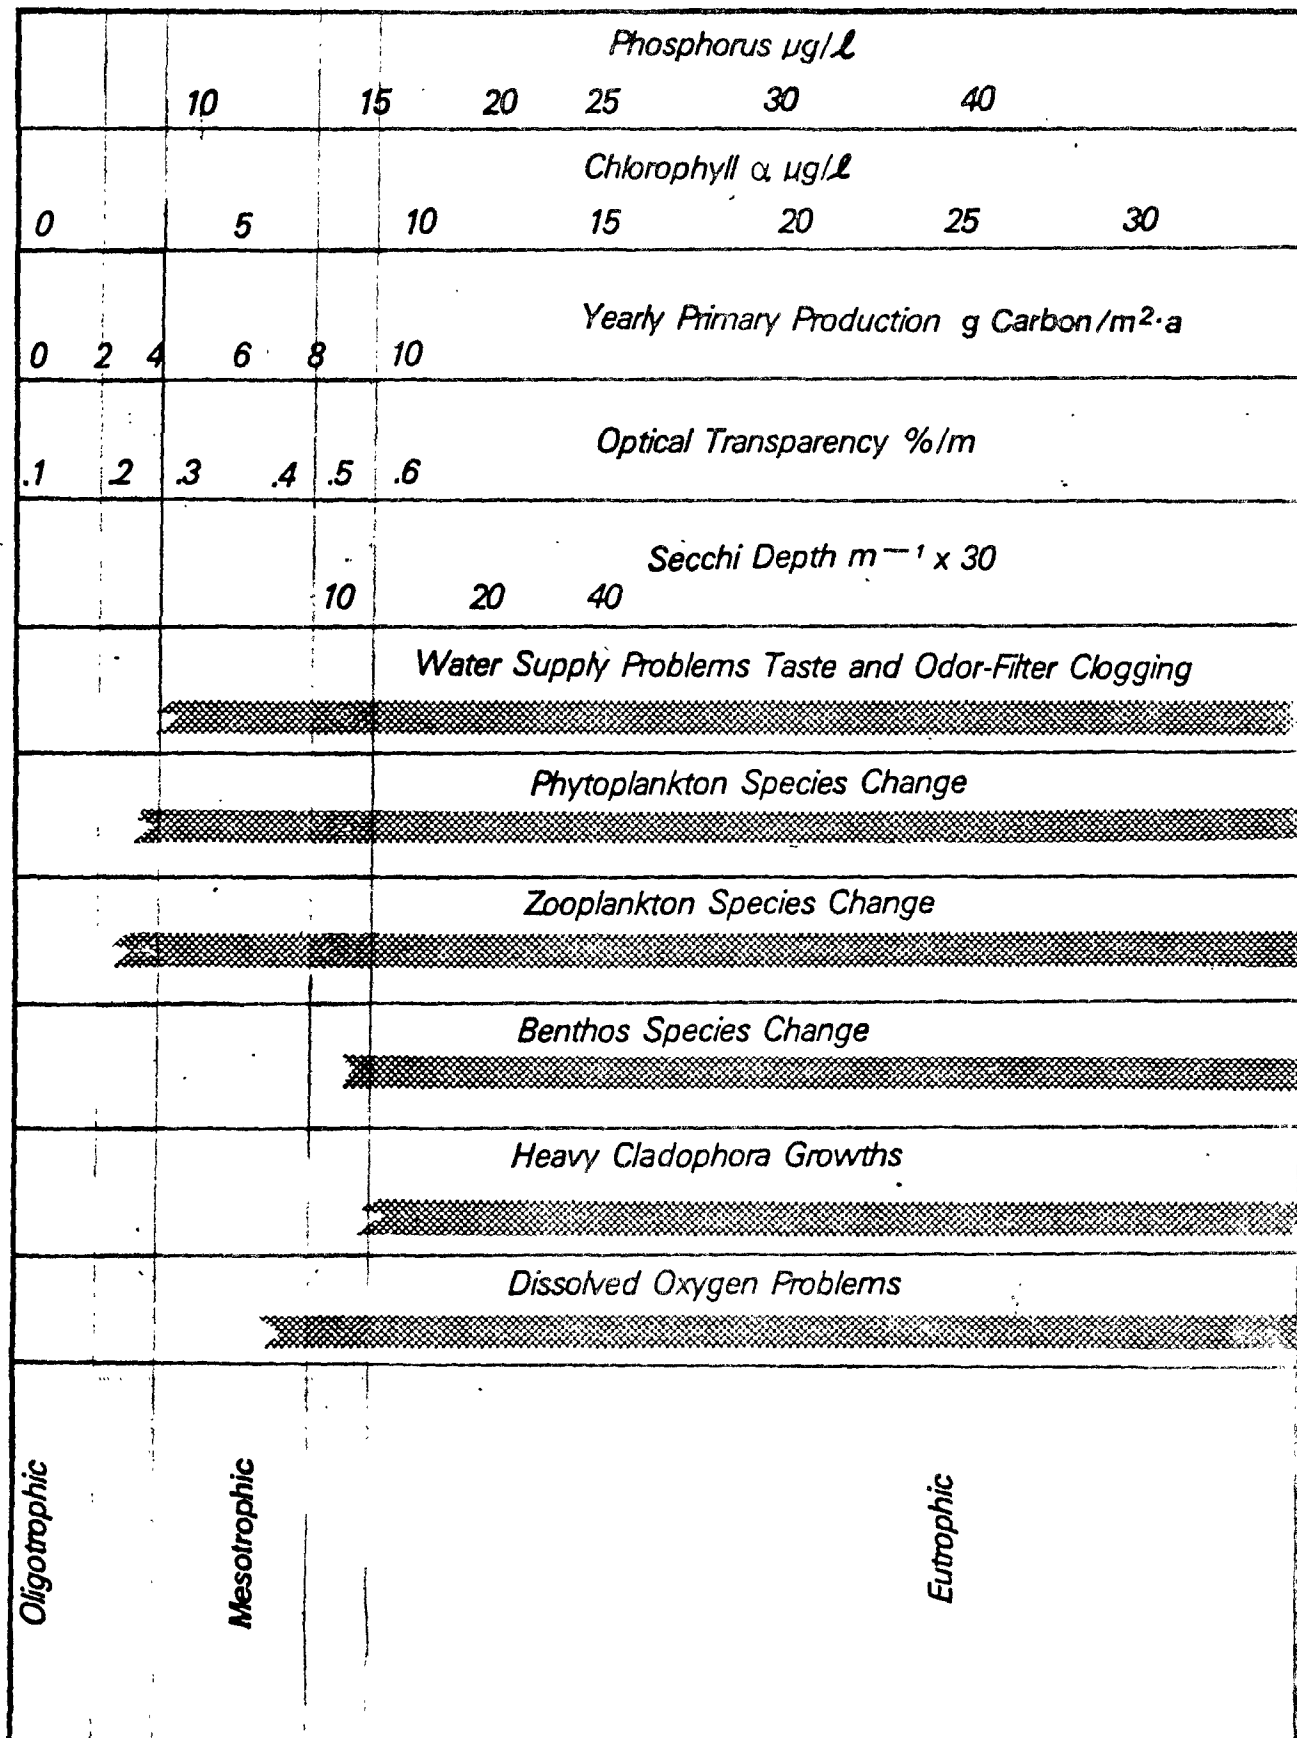 Phosphorus µg/ℓ
10 15 20 25 30 40
Chlorophyll α µg/ℓ
0 5 10 15 20 25 30
Yearly Primary Production g Carbon/m²·a
0 2 4 6 8 10
Optical Transparency %/m
.1 .2 .3 .4 .5 .6
Secchi Depth m⁻¹ x 30
10 20 40
Water Supply Problems Taste and Odor-Filter Clogging
Phytoplankton Species Change
Zooplankton Species Change
Benthos Species Change
Heavy Cladophora Growths
Dissolved Oxygen Problems
Oligotrophic
Mesotrophic
Eutrophic